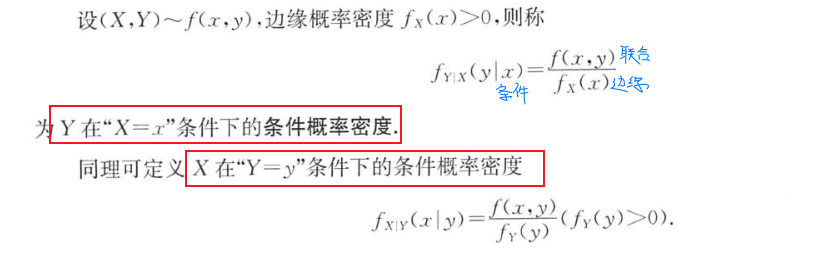 设(X,Y)~f(x,y),边缘概率密度 f_X(x)>0,则称
f_{Y|X}(y|x)=\frac{f(x,y)}{f_X(x)} 联合 边缘
条件
为 Y 在“X=x”条件下的条件概率密度.
同理可定义 X 在“Y=y”条件下的条件概率密度
f_{X|Y}(x|y)=\frac{f(x,y)}{f_Y(y)}(f_Y(y)>0).